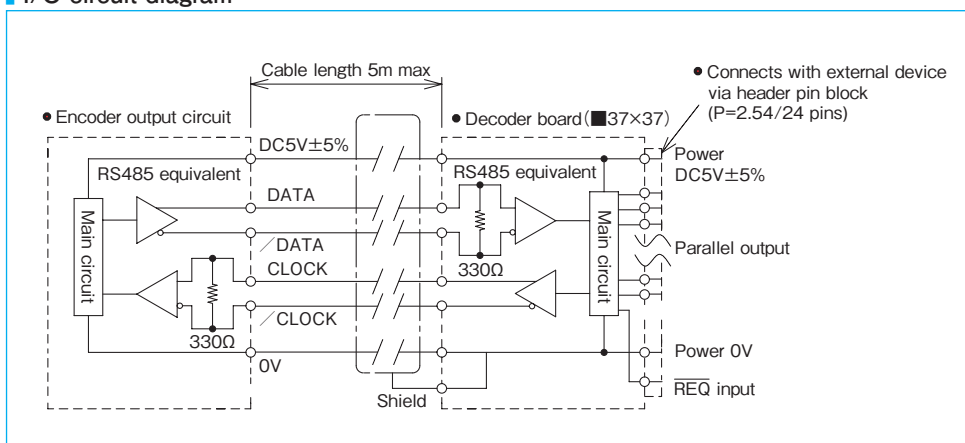 I/O circuit diagram
Cable length 5m max
● Connects with external device
via header pin block
(P=2.54/24 pins)
● Encoder output circuit
● Decoder board(■37×37)
DC5V±5%
Power
DC5V±5%
RS485 equivalent
RS485 equivalent
DATA
Main circuit
Main circuit
／DATA
Parallel output
CLOCK
330Ω
／CLOCK
330Ω
0V
Power 0V
Shield
REQ input